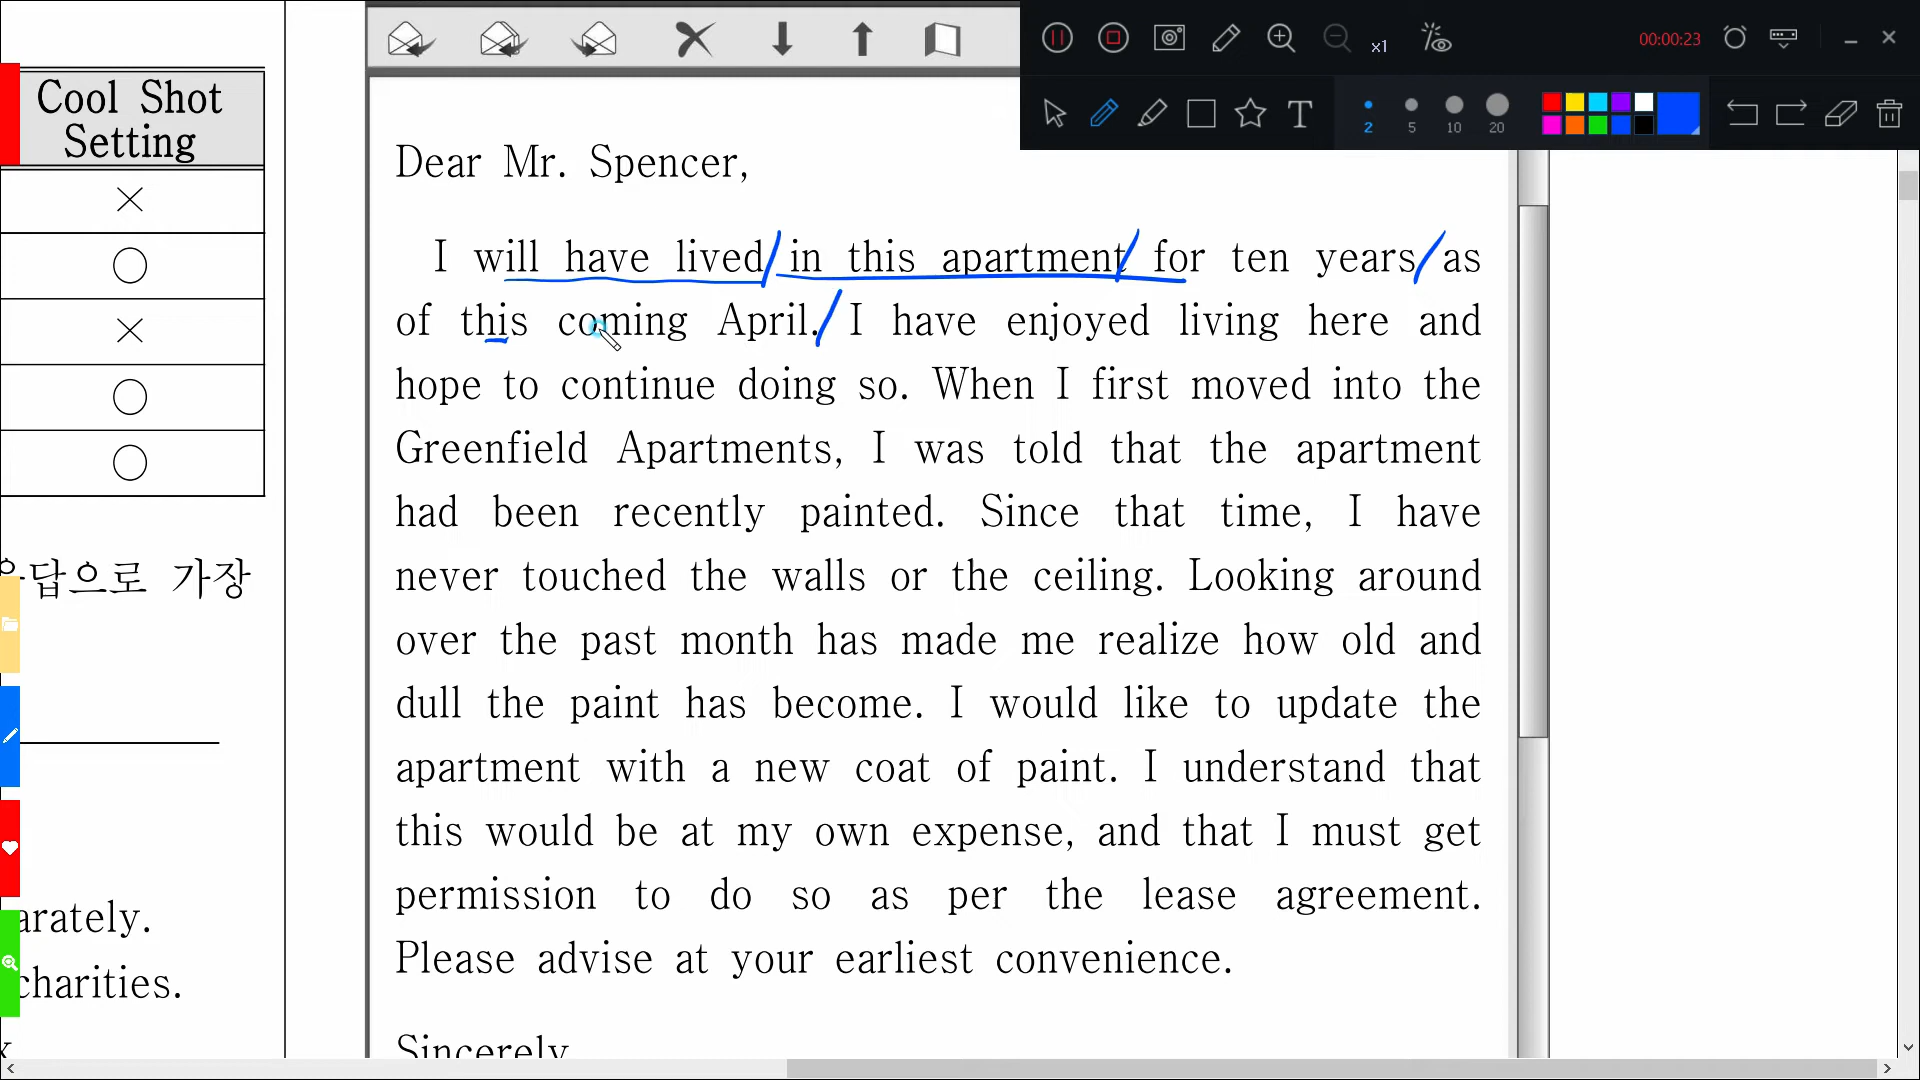 x1
00:00:23
2
5
10
20
T
Cool Shot
Setting
답으로 가장
arately.
charities.
Dear Mr. Spencer,
I will have lived in this apartment for ten years as
of this coming April. I have enjoyed living here and
hope to continue doing so. When I first moved into the
Greenfield Apartments, I was told that the apartment
had been recently painted. Since that time, I have
never touched the walls or the ceiling. Looking around
over the past month has made me realize how old and
dull the paint has become. I would like to update the
apartment with a new coat of paint. I understand that
this would be at my own expense, and that I must get
permission to do so as per the lease agreement.
Please advise at your earliest convenience.
Sincerely